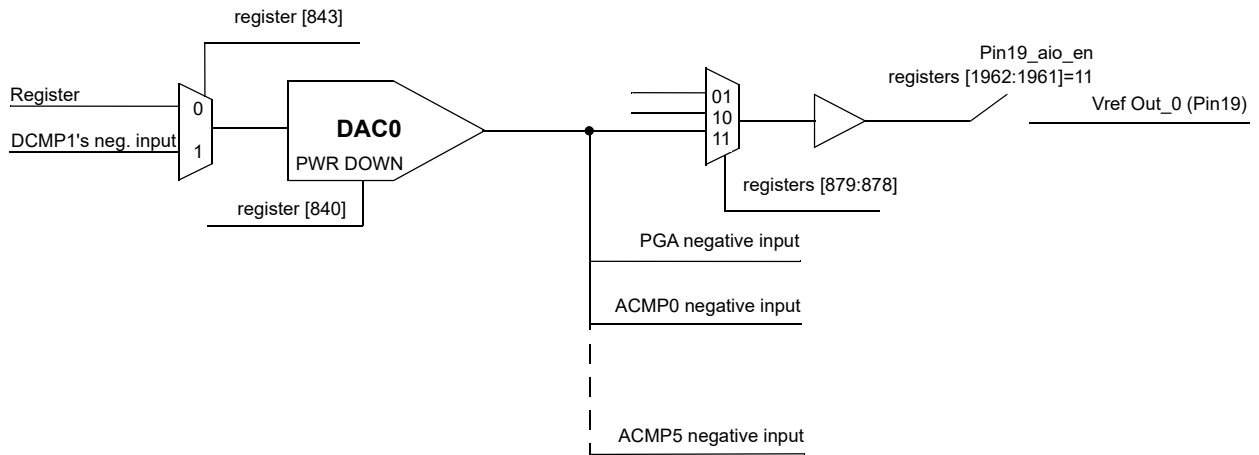 register [843]
Pin19_aio_en
registers [1962:1961]=11
Register
0
01
Vref Out_0 (Pin19)
10
DAC0
DCMP1's neg. input
1
11
PWR DOWN
registers [879:878]
register [840]
PGA negative input
ACMP0 negative input
ACMP5 negative input